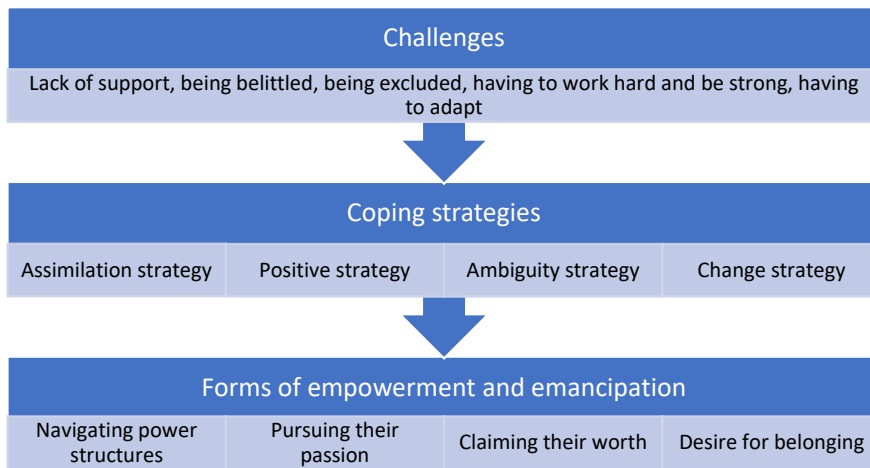 Challenges
Lack of support, being belittled, being excluded, having to work hard and be strong, having
to adapt
Coping strategies
Assimilation strategy
Positive strategy
Ambiguity strategy
Change strategy
Forms of empowerment and emancipation
Navigating power
structures
Pursuing their
passion
Claiming their worth
Desire for belonging